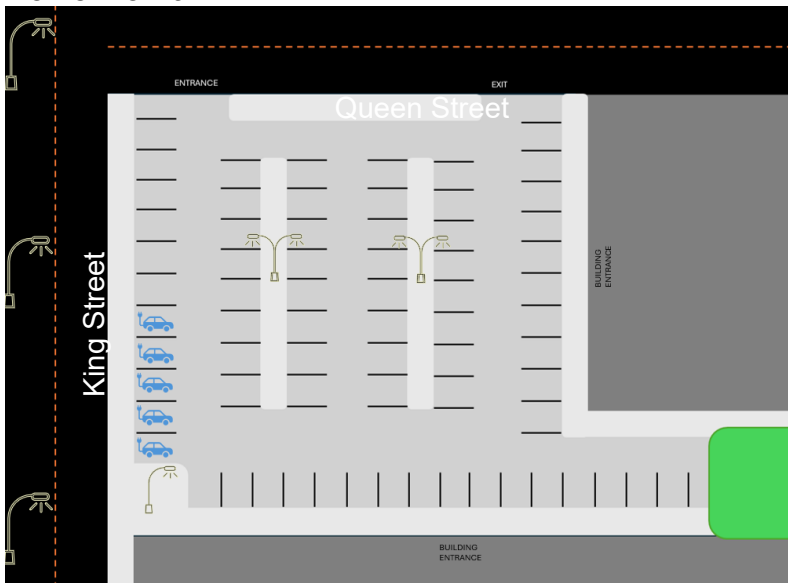 ENTRANCE
EXIT
Queen Street
King Street
BUILDING
ENTRANCE
BUILDING
ENTRANCE